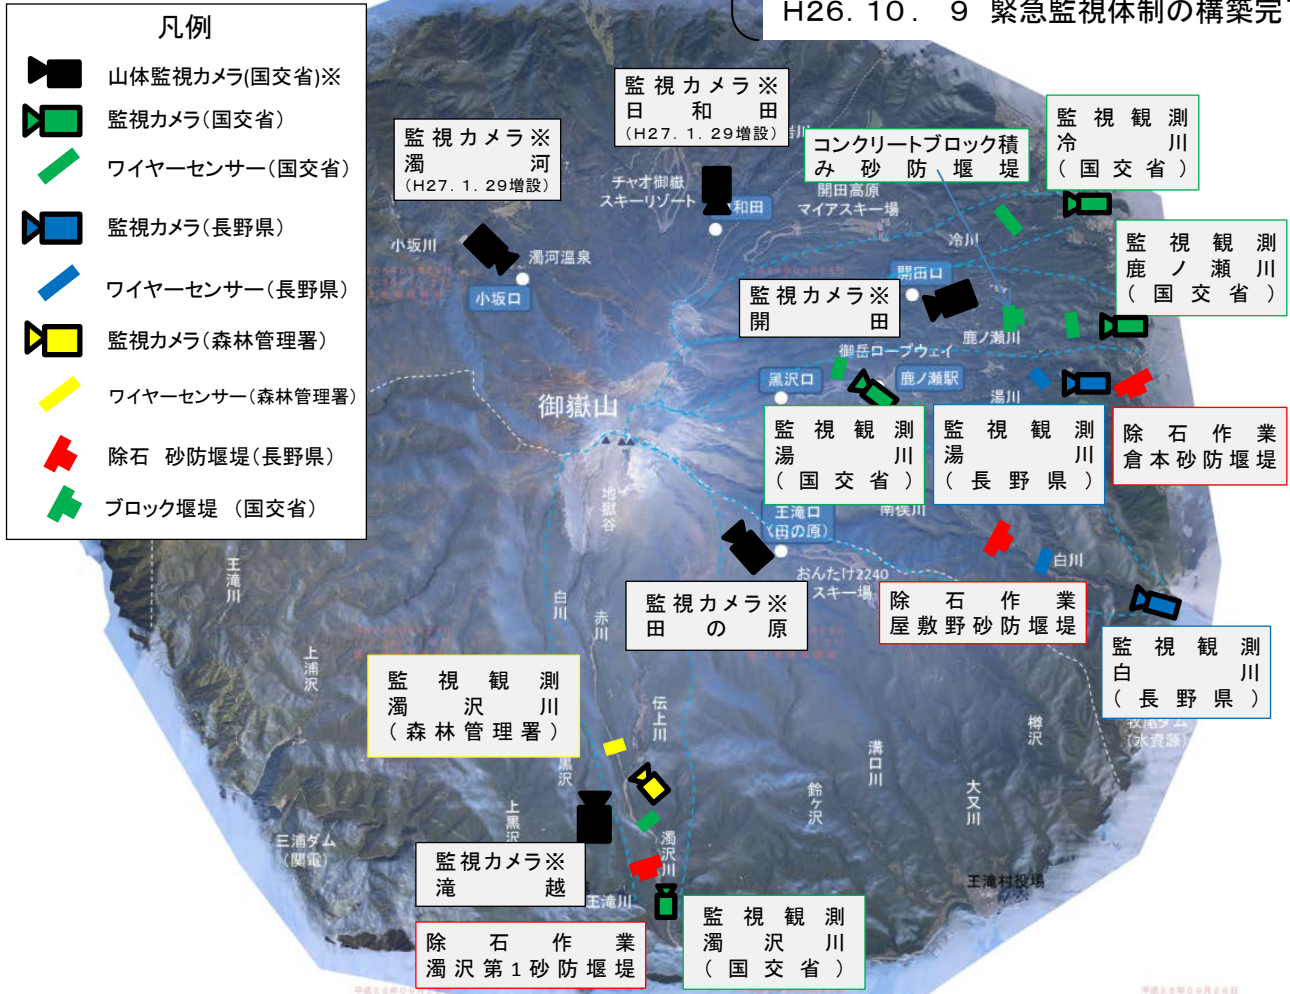 H26.10. 9 緊急監視体制の構築完了
凡例
山体監視カメラ(国交省)※
監視カメラ(国交省)
ワイヤーセンサー(国交省)
監視カメラ(長野県)
ワイヤーセンサー(長野県)
監視カメラ(森林管理署)
ワイヤーセンサー(森林管理署)
除石 砂防堰堤(長野県)
ブロック堰堤 (国交省)
監視カメラ※
日和田
(H27.1.29増設)
監視カメラ※
濁河
(H27.1.29増設)
コンクリートブロック積
み砂防堰堤
監視観測
冷川
(国交省)
監視観測
鹿ノ瀬川
(国交省)
チャオ御嶽
スキーリゾート
和田
開田高原
マイアスキー場
冷川
小坂川
濁河温泉
小坂口
開田口
監視カメラ※
開田
鹿ノ瀬川
御岳ロープウェイ
黒沢口
鹿ノ瀬駅
湯川
御嶽山
監視観測
湯川
(国交省)
監視観測
湯川
(長野県)
除石作業
倉本砂防堰堤
地獄谷
王滝口
(田の原)
南俣川
おんたけ2240
スキー場
白川
監視カメラ※
田の原
除石作業
屋敷野砂防堰堤
監視観測
白川
(長野県)
王滝川
白川
赤川
上浦沢
監視観測
濁沢川
(森林管理署)
伝上川
黒沢
上黒沢
三浦ダム
(関電)
濁沢川
鈴ヶ沢
溝口川
大又川
樽沢
牧尾ダム
(水資源)
王滝村役場
監視カメラ※
滝越
王滝川
除石作業
濁沢第1砂防堰堤
監視観測
濁沢川
(国交省)